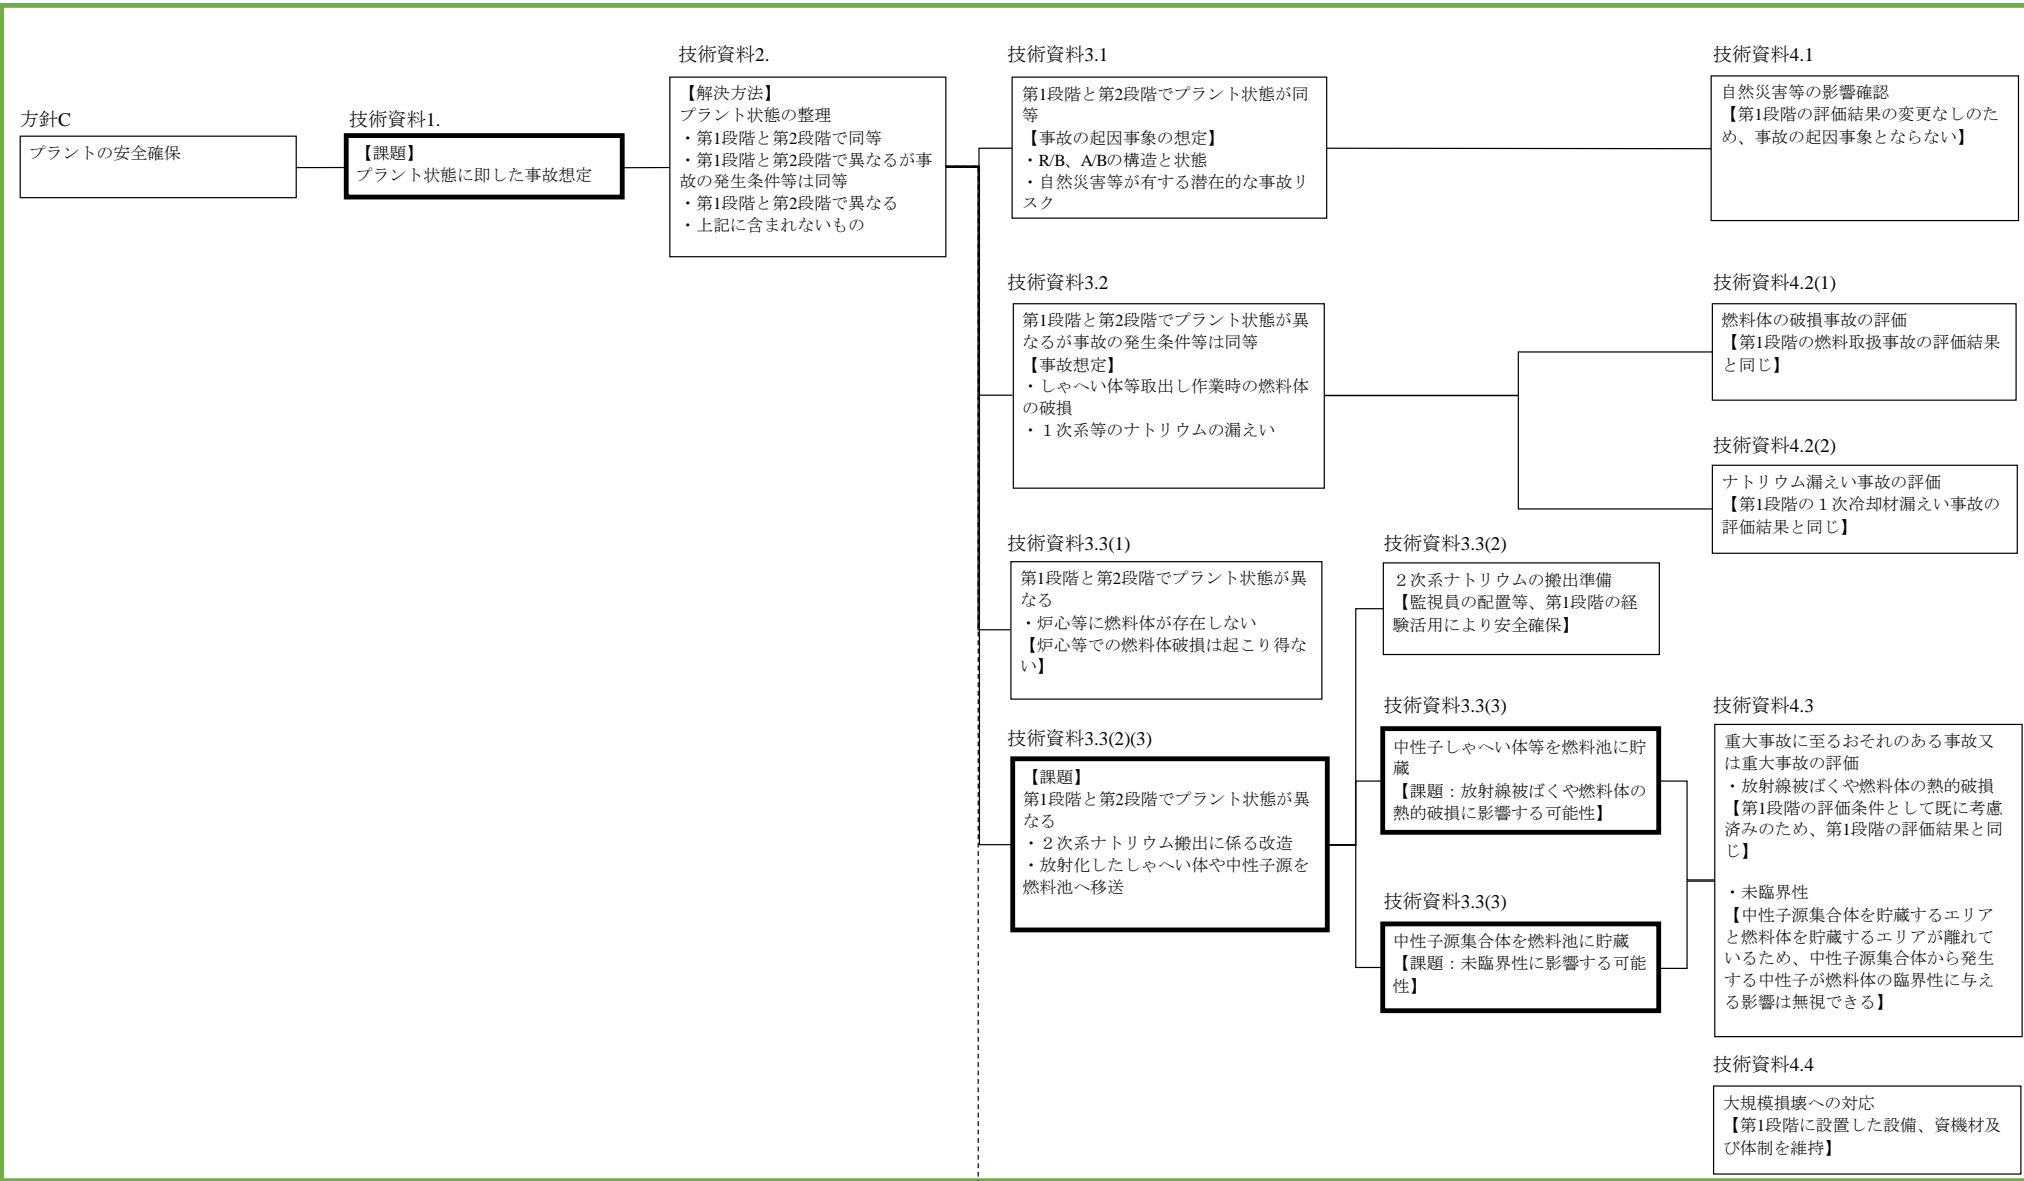 方針C
プラントの安全確保
技術資料1.
【課題】
プラント状態に即した事故想定
技術資料2.
【解決方法】
プラント状態の整理
・第1段階と第2段階で同等
・第1段階と第2段階で異なるが事
故の発生条件等は同等
・第1段階と第2段階で異なる
・上記に含まれないもの
技術資料3.1
第1段階と第2段階でプラント状態が同
等
【事故の起因事象の想定】
・R/B、A/Bの構造と状態
・自然災害等が有する潜在的な事故リ
スク
技術資料4.1
自然災害等の影響確認
【第1段階の評価結果の変更なしのた
め、事故の起因事象とならない】
技術資料3.2
第1段階と第2段階でプラント状態が異
なるが事故の発生条件等は同等
【事故想定】
・しゃへい体等取出し作業時の燃料体
の破損
・１次系等のナトリウムの漏えい
技術資料4.2(1)
燃料体の破損事故の評価
【第1段階の燃料取扱事故の評価結果
と同じ】
技術資料4.2(2)
ナトリウム漏えい事故の評価
【第1段階の１次冷却材漏えい事故の
評価結果と同じ】
技術資料3.3(1)
第1段階と第2段階でプラント状態が異
なる
・炉心等に燃料体が存在しない
【炉心等での燃料体破損は起こり得な
い】
技術資料3.3(2)
２次系ナトリウムの搬出準備
【監視員の配置等、第1段階の経
験活用により安全確保】
技術資料3.3(2)(3)
【課題】
第1段階と第2段階でプラント状態が異
なる
・２次系ナトリウム搬出に係る改造
・放射化したしゃへい体や中性子源を
燃料池へ移送
技術資料3.3(3)
中性子しゃへい体等を燃料池に貯
蔵
【課題：放射線被ばくや燃料体の
熱的破損に影響する可能性】
技術資料3.3(3)
中性子源集合体を燃料池に貯蔵
【課題：未臨界性に影響する可能
性】
技術資料4.3
重大事故に至るおそれのある事故又
は重大事故の評価
・放射線被ばくや燃料体の熱的破損
【第1段階の評価条件として既に考慮
済みのため、第1段階の評価結果と同
じ】
・未臨界性
【中性子源集合体を貯蔵するエリア
と燃料体を貯蔵するエリアが離れて
いるため、中性子源集合体から発生
する中性子が燃料体の臨界性に与え
る影響は無視できる】
技術資料4.4
大規模損壊への対応
【第1段階に設置した設備、資機材及
び体制を維持】